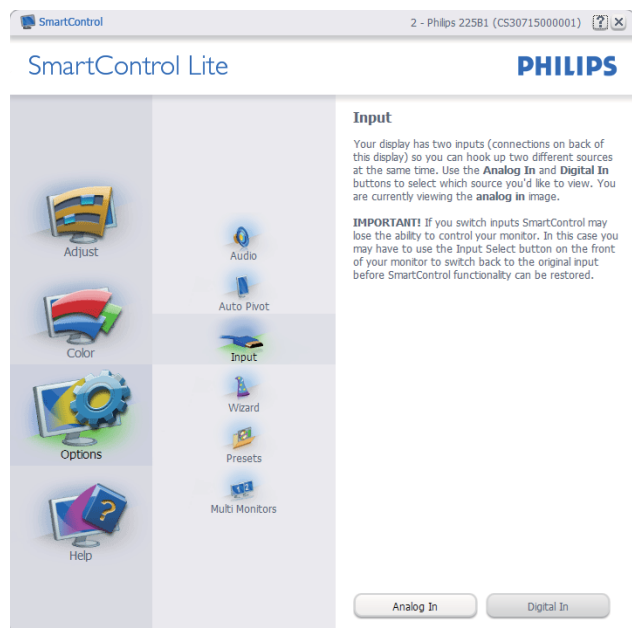 SmartControl
2 - Philips 225B1 (CS30715000001)
?
SmartControl Lite
PHILIPS
Adjust
Color
Options
?
Help
Audio
Auto Pivot
Input
Wizard
Presets
1 2
Multi Monitors
Input
Your display has two inputs (connections on back of
this display) so you can hook up two different sources
at the same time. Use the Analog In and Digital In
buttons to select which source you'd like to view. You
are currently viewing the analog in image.
IMPORTANT! If you switch inputs SmartControl may
lose the ability to control your monitor. In this case you
may have to use the Input Select button on the front
of your monitor to switch back to the original input
before SmartControl functionality can be restored.
Analog In
Digital In